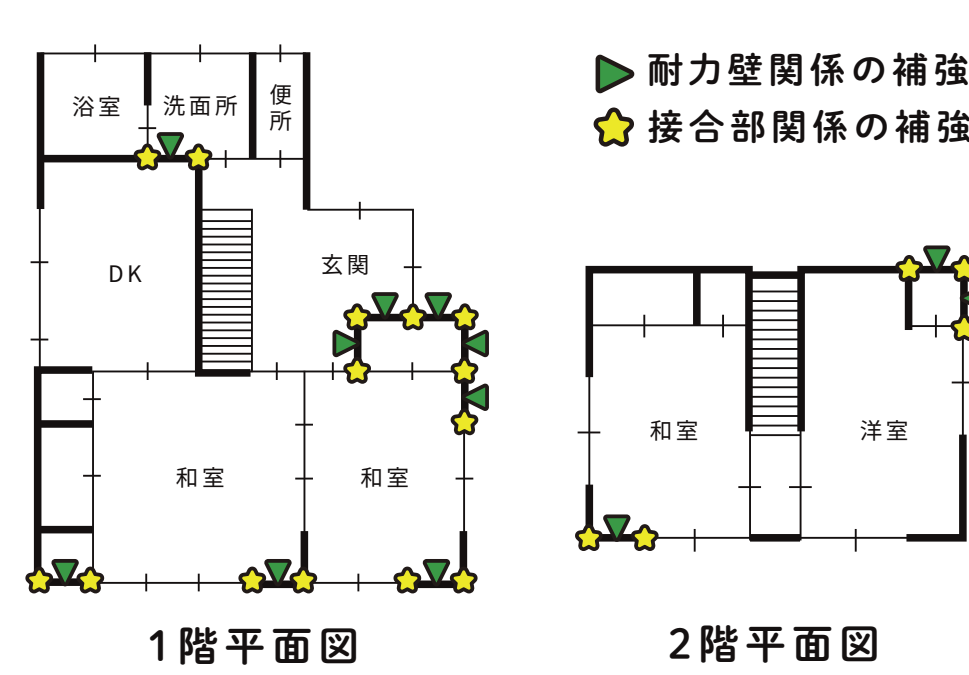 耐力壁関係の補強
接合部関係の補強
浴室
洗面所
便所
DK
玄関
和室
和室
和室
洋室
1階平面図
2階平面図